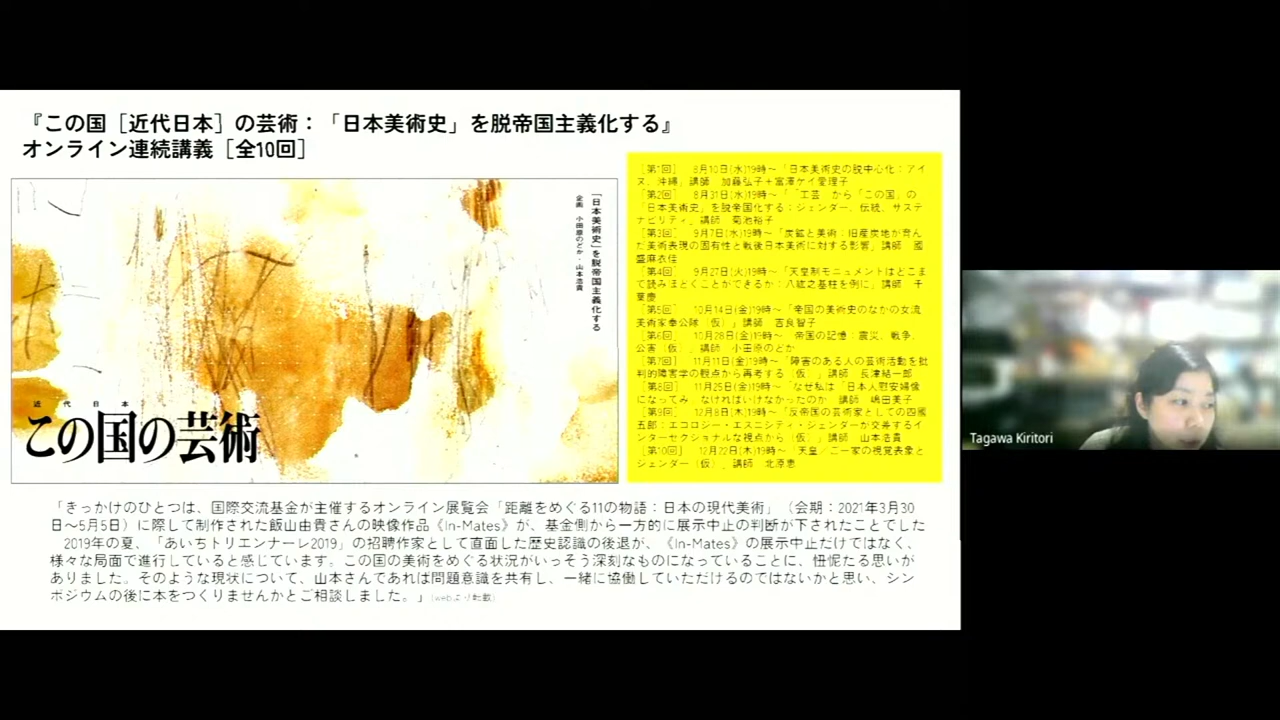 『この国［近代日本］の芸術：「日本美術史」を脱帝国主義化する』
オンライン連続講義［全10回］
「日本美術史」を脱帝国主義化する
企画 小田原のどか・山本浩貴
近代日本
この国の芸術
［第1回］ 8月10日(水)19時〜「日本美術史の脱中心化：アイ
ヌ、沖縄」講師 加藤弘子＋富澤ケイ愛理子
［第2回］ 8月31日(水)19時〜「「工芸」から「この国」の
「日本美術史」を脱帝国化する：ジェンダー、伝統、サステ
ナビリティ」講師 菊池裕子
［第3回］ 9月7日(水)19時〜「炭鉱と美術：旧産炭地が育ん
だ美術表現の固有性と戦後日本美術に対する影響」講師 國
盛麻衣佳
［第4回］ 9月27日(火)19時〜「天皇制モニュメントはどこま
で読みほどくことができるか：八紘之基柱を例に」講師 千
葉慶
［第5回］ 10月14日(金)19時〜「帝国の美術史のなかの女流
美術家奉公隊（仮）」講師 吉良智子
［第6回］ 10月28日(金)19時〜「帝国の記憶：震災、戦争、
公害（仮）」講師 小田原のどか
［第7回］ 11月11日(金)19時〜「障害のある人の芸術活動を批
判的障害学の観点から再考する（仮）」講師 長津結一郎
［第8回］ 11月25日(金)19時〜「なぜ私は「日本人慰安婦像
になってみ」なければいけなかったのか」講師 嶋田美子
［第9回］ 12月8日(木)19時〜「反帝国の芸術家としての四國
五郎：エコロジー・エスニシティ・ジェンダーが交差するイ
ンターセクショナルな視点から（仮）」講師 山本浩貴
［第10回］ 12月22日(木)19時〜「天皇／ニ一家の視覚表象と
ジェンダー（仮）」講師 北原恵
「きっかけのひとつは、国際交流基金が主催するオンライン展覧会「距離をめぐる11の物語：日本の現代美術」（会期：2021年3月30
日〜5月5日）に際して制作された飯山由貴さんの映像作品《In-Mates》が、基金側から一方的に展示中止の判断が下されたことでした
2019年の夏、「あいちトリエンナーレ2019」の招聘作家として直面した歴史認識の後退が、《In-Mates》の展示中止だけではなく、
様々な局面で進行していると感じています。この国の美術をめぐる状況がいっそう深刻なものになっていることに、忸怩たる思いが
ありました。そのような現状について、山本さんであれば問題意識を共有し、一緒に協働していただけるのではないかと思い、シン
ポジウムの後に本をつくりませんかとご相談しました。」(webより転載)
Tagawa Kiritori